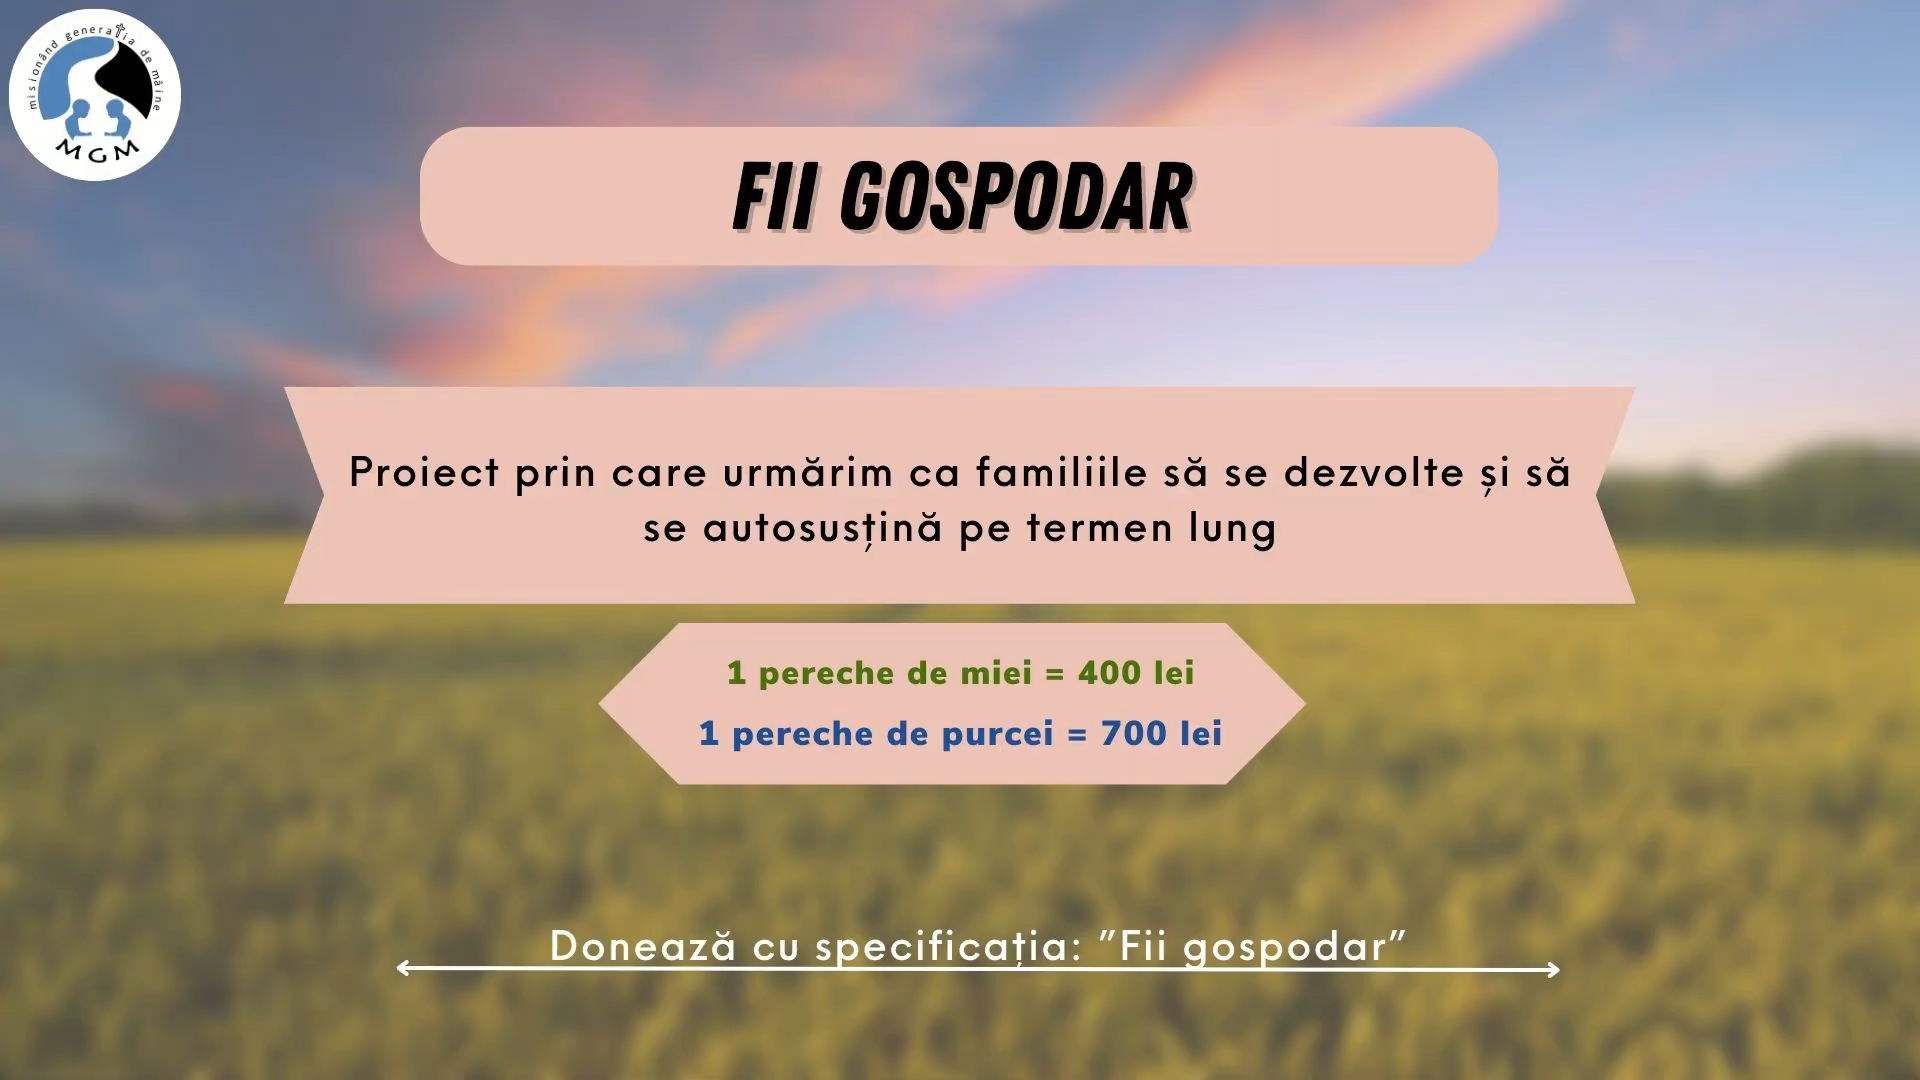 misionând generația de mâine
MGM
FII GOSPODAR
Proiect prin care urmărim ca familiile să se dezvolte și să
se autosusțină pe termen lung
1 pereche de miei = 400 lei
1 pereche de purcei = 700 lei
Donează cu specificația: ”Fii gospodar”